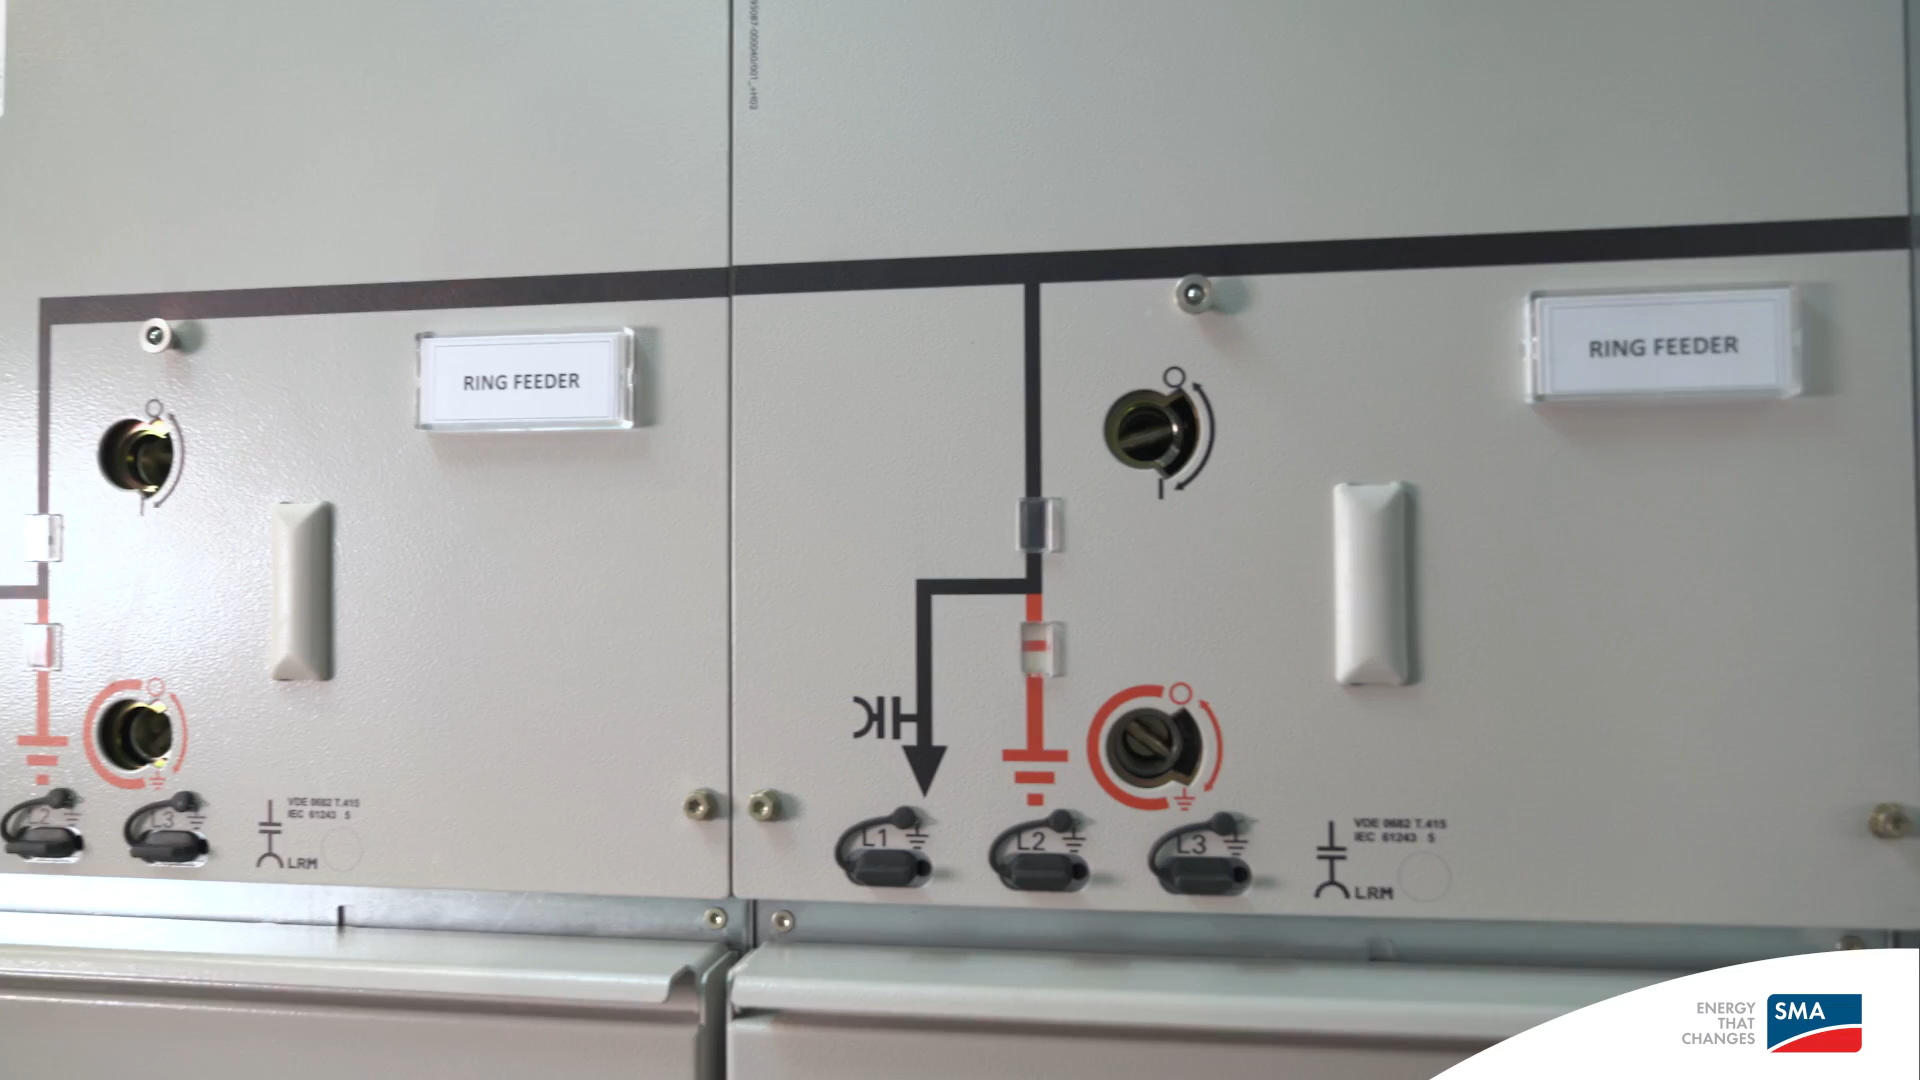 RING FEEDER
L2
L3
VDE 0682 T.415
IEC 61243 5
LRM
RING FEEDER
L1
L2
L3
VDE 0682 T.415
IEC 61243 5
LRM
ENERGY
THAT
CHANGES
SMA